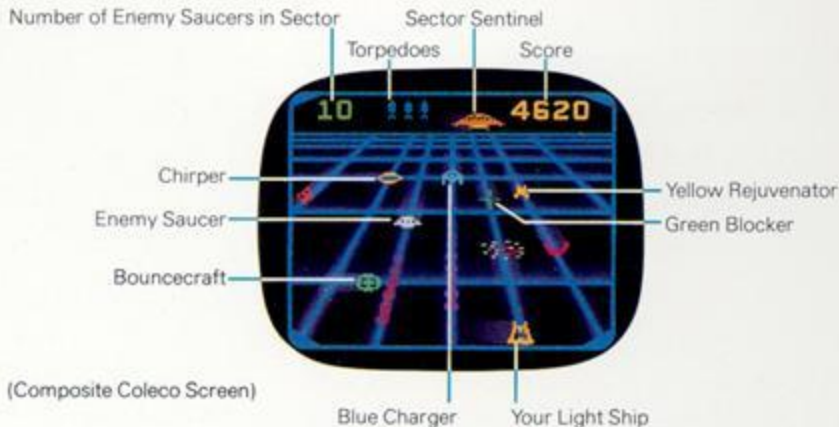 Number of Enemy Saucers in Sector
Sector Sentinel
Torpedoes
Score
10
4620
Chirper
Yellow Rejuvenator
Enemy Saucer
Green Blocker
Bouncecraft
(Composite Coleco Screen)
Blue Charger
Your Light Ship